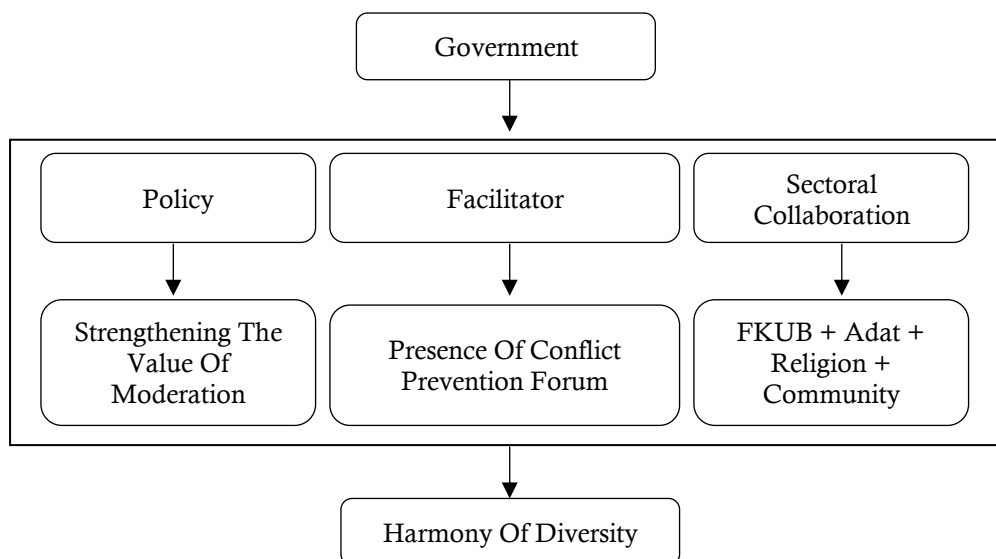 Government
Policy
Facilitator
Sectoral
Collaboration
Strengthening The
Value Of
Moderation
Presence Of Conflict
Prevention Forum
FKUB + Adat +
Religion +
Community
Harmony Of Diversity